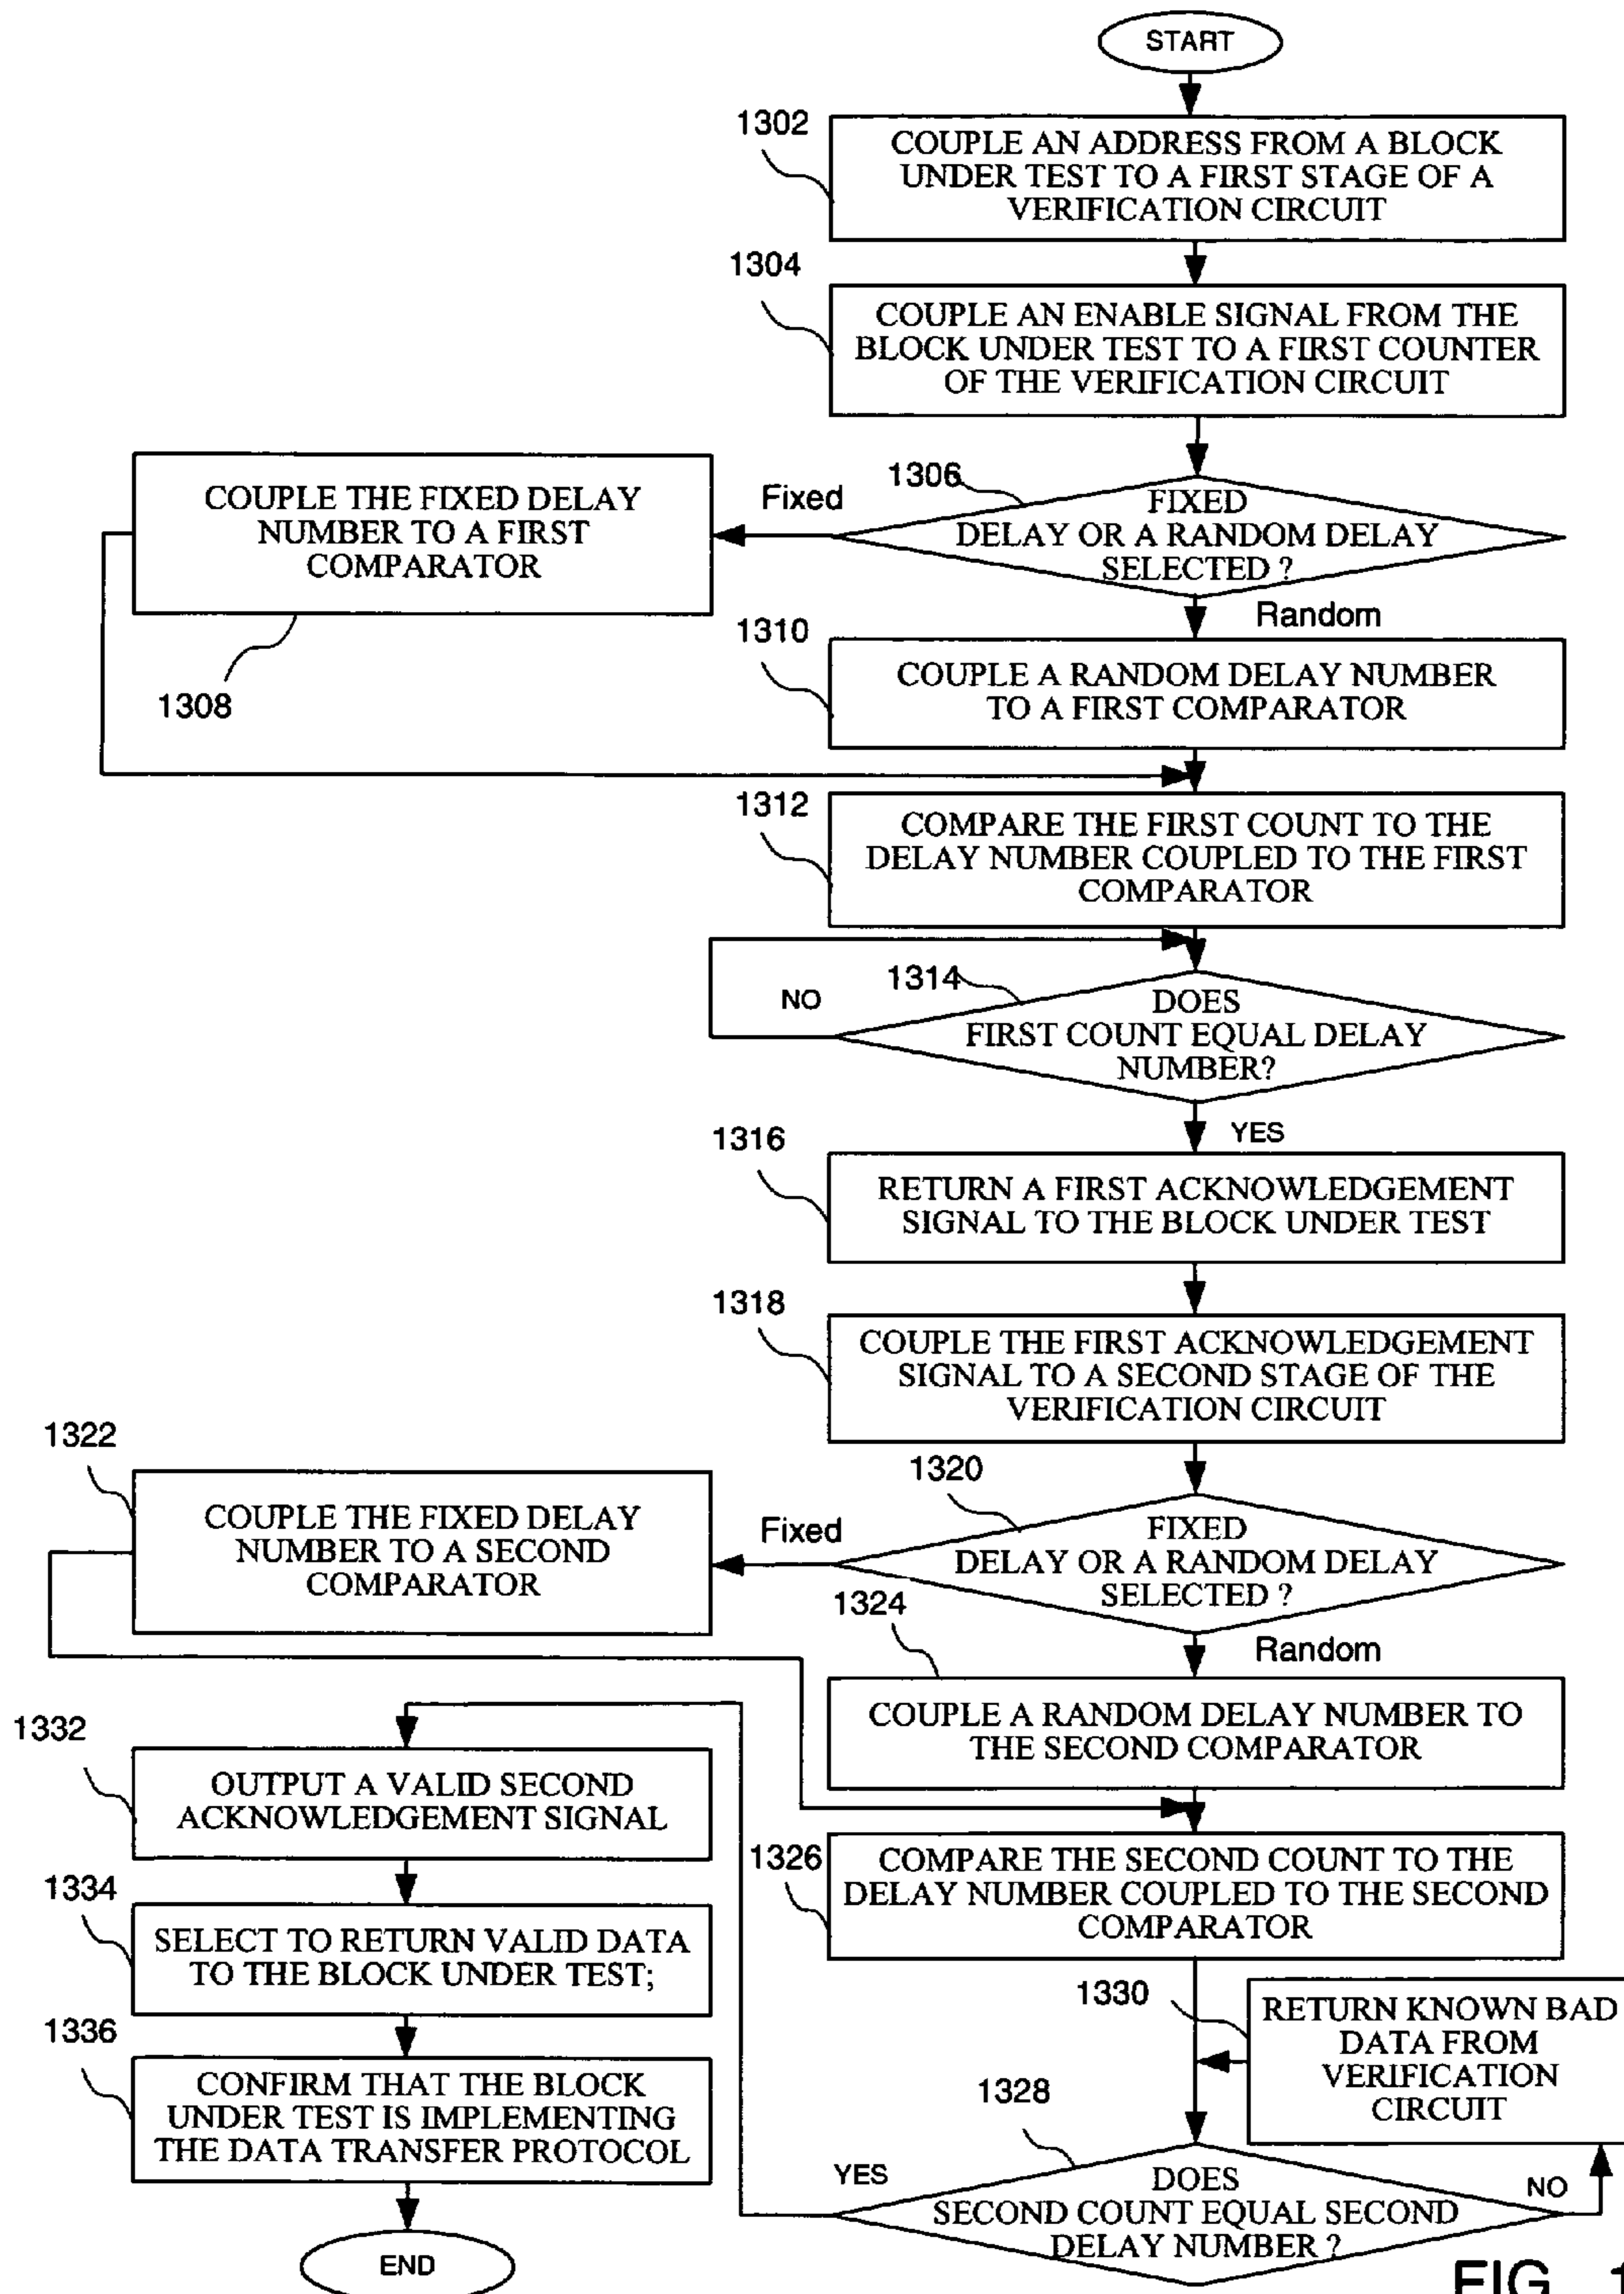 START
1302
COUPLE AN ADDRESS FROM A BLOCK
UNDER TEST TO A FIRST STAGE OF A
VERIFICATION CIRCUIT
1304
COUPLE AN ENABLE SIGNAL FROM THE
BLOCK UNDER TEST TO A FIRST COUNTER
OF THE VERIFICATION CIRCUIT
1306
FIXED
DELAY OR A RANDOM DELAY
SELECTED ?
Fixed
COUPLE THE FIXED DELAY
NUMBER TO A FIRST
COMPARATOR
1308
Random
1310
COUPLE A RANDOM DELAY NUMBER
TO A FIRST COMPARATOR
1312
COMPARE THE FIRST COUNT TO THE
DELAY NUMBER COUPLED TO THE FIRST
COMPARATOR
1314
NO
DOES
FIRST COUNT EQUAL DELAY
NUMBER?
YES
1316
RETURN A FIRST ACKNOWLEDGEMENT
SIGNAL TO THE BLOCK UNDER TEST
1318
COUPLE THE FIRST ACKNOWLEDGEMENT
SIGNAL TO A SECOND STAGE OF THE
VERIFICATION CIRCUIT
1320
FIXED
DELAY OR A RANDOM DELAY
SELECTED ?
Fixed
1322
COUPLE THE FIXED DELAY
NUMBER TO A SECOND
COMPARATOR
Random
1324
COUPLE A RANDOM DELAY NUMBER TO
THE SECOND COMPARATOR
1326
COMPARE THE SECOND COUNT TO THE
DELAY NUMBER COUPLED TO THE SECOND
COMPARATOR
1330
RETURN KNOWN BAD
DATA FROM
VERIFICATION
CIRCUIT
1328
DOES
SECOND COUNT EQUAL SECOND
DELAY NUMBER ?
NO
YES
1332
OUTPUT A VALID SECOND
ACKNOWLEDGEMENT SIGNAL
1334
SELECT TO RETURN VALID DATA
TO THE BLOCK UNDER TEST;
1336
CONFIRM THAT THE BLOCK
UNDER TEST IS IMPLEMENTING
THE DATA TRANSFER PROTOCOL
END
FIG.